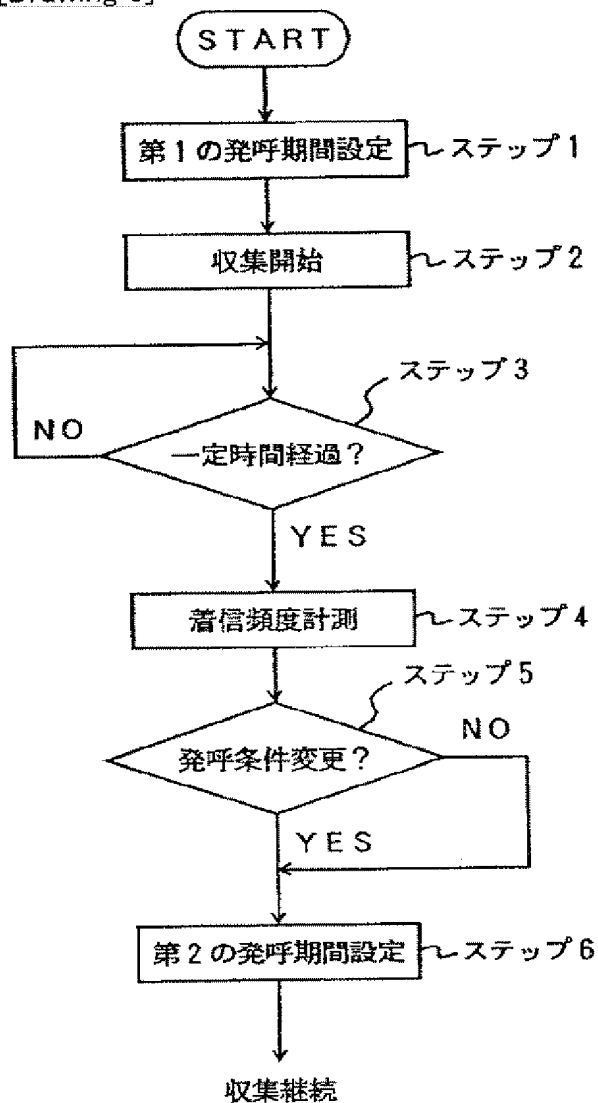 START
第1の発呼期間設定
ステップ1
収集開始
ステップ2
ステップ3
NO
一定時間経過?
YES
着信頻度計測
ステップ4
ステップ5
NO
発呼条件変更?
YES
第2の発呼期間設定
ステップ6
収集継続